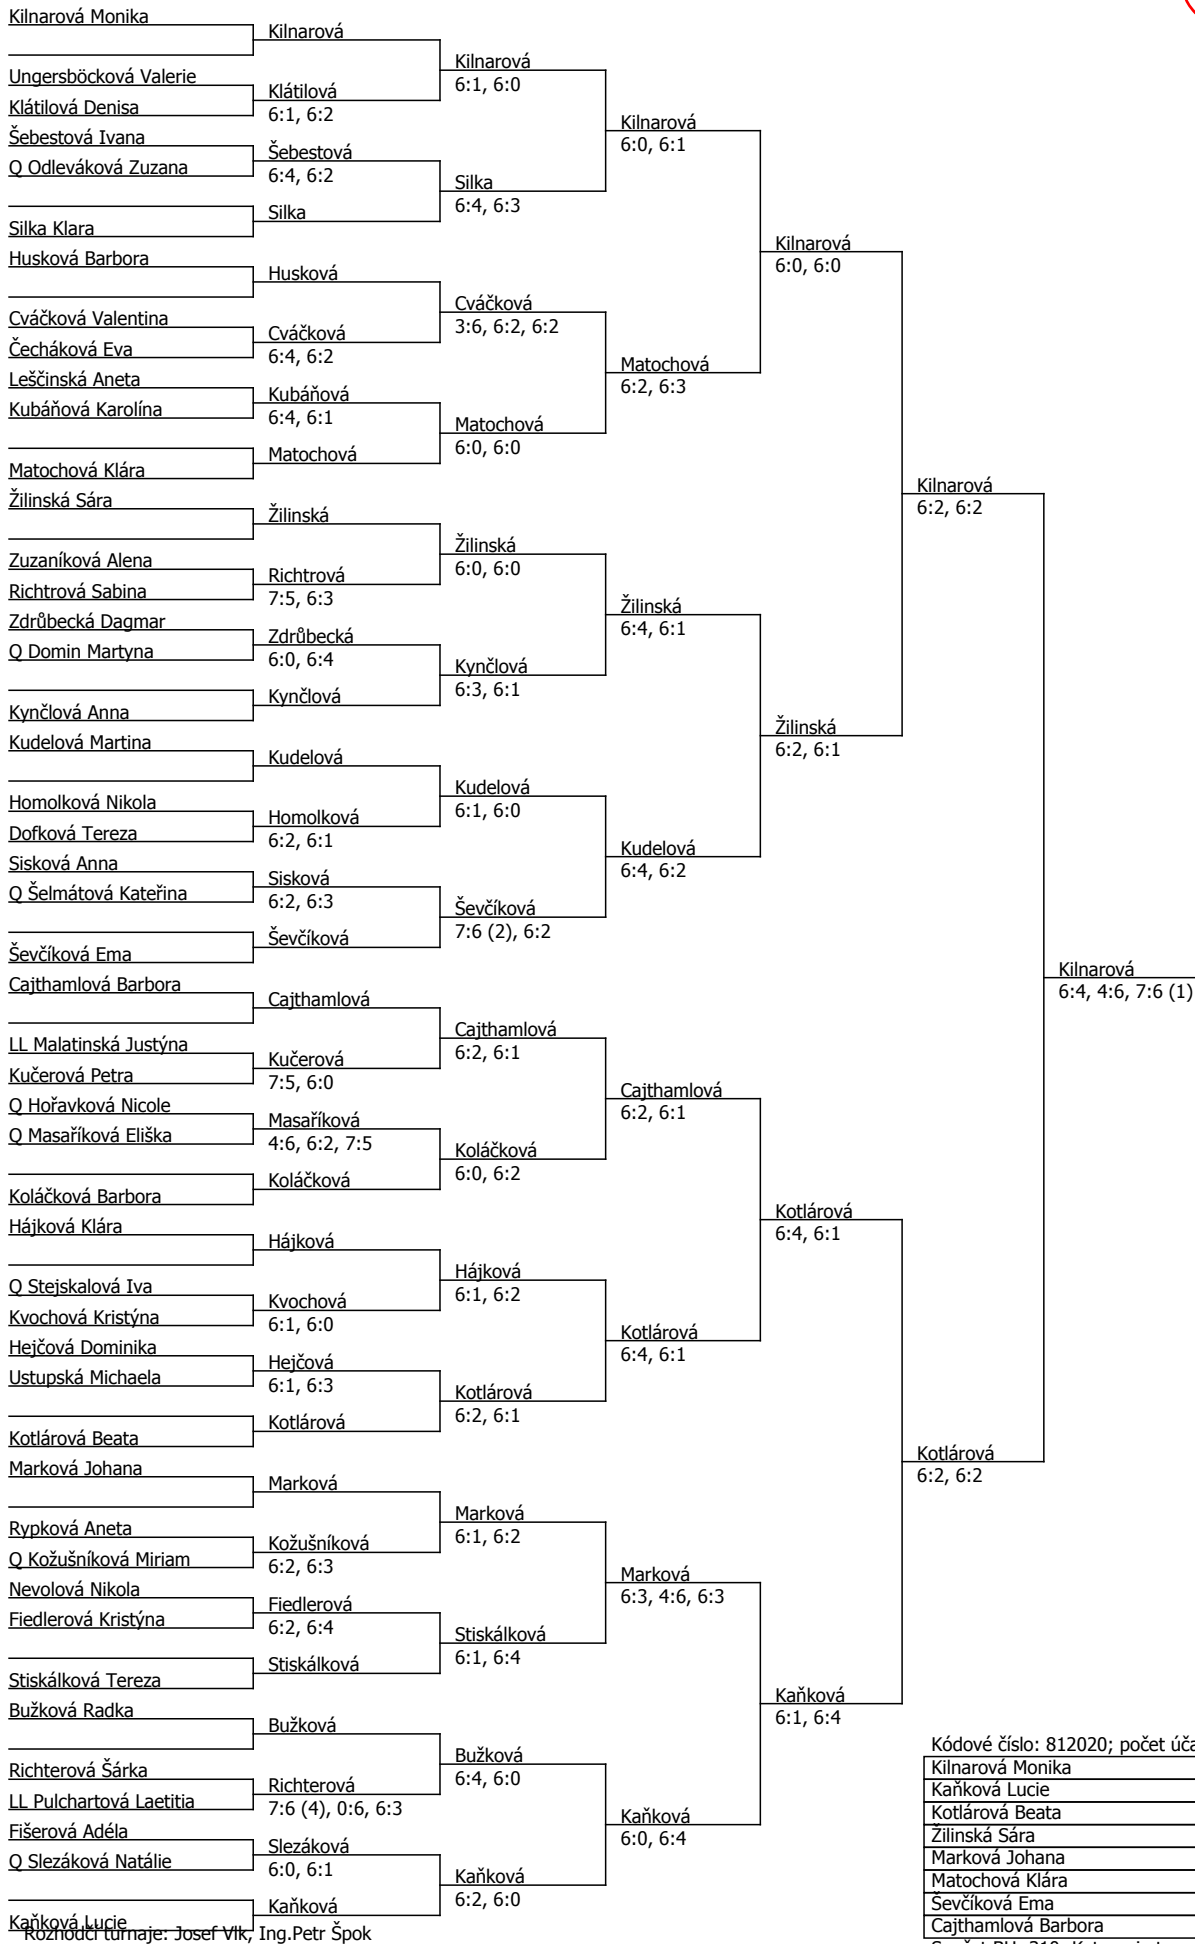 Kilnarová Monika
Kilnarová
Kilnarová
6:1, 6:0
Ungersböcková Valerie
Klátilová
Klátilová Denisa
6:1, 6:2
Kilnarová
6:0, 6:1
Šebestová Ivana
Šebestová
Q Odleváková Zuzana
6:4, 6:2
Silka
6:4, 6:3
Silka
Silka Klara
Kilnarová
6:0, 6:0
Husková Barbora
Husková
Cváčková
3:6, 6:2, 6:2
Cváčková Valentina
Cváčková
Čecháková Eva
6:4, 6:2
Matochová
6:2, 6:3
Leščinská Aneta
Kubáňová
Kubáňová Karolína
6:4, 6:1
Matochová
6:0, 6:0
Matochová
Matochová Klára
Kilnarová
6:2, 6:2
Žilinská Sára
Žilinská
Žilinská
6:0, 6:0
Zuzaníková Alena
Richtrová
Richtrová Sabina
7:5, 6:3
Žilinská
6:4, 6:1
Zdrůbecká Dagmar
Zdrůbecká
Q Domin Martyna
6:0, 6:4
Kynčlová
6:3, 6:1
Kynčlová
Kynčlová Anna
Žilinská
6:2, 6:1
Kudelová Martina
Kudelová
Kudelová
6:1, 6:0
Homolková Nikola
Homolková
Dofková Tereza
6:2, 6:1
Kudelová
6:4, 6:2
Sisková Anna
Sisková
Q Šelmátová Kateřina
6:2, 6:3
Ševčíková
7:6 (2), 6:2
Ševčíková
Ševčíková Ema
Kilnarová
6:4, 4:6, 7:6 (1)
Cajthamlová Barbora
Cajthamlová
Cajthamlová
6:2, 6:1
LL Malatinská Justýna
Kučerová
Kučerová Petra
7:5, 6:0
Cajthamlová
6:2, 6:1
Q Hořavková Nicole
Masaříková
Q Masaříková Eliška
4:6, 6:2, 7:5
Koláčková
6:0, 6:2
Koláčková
Koláčková Barbora
Kotlárová
6:4, 6:1
Hájková Klára
Hájková
Hájková
6:1, 6:2
Q Stejskalová Iva
Kvochová
Kvochová Kristýna
6:1, 6:0
Kotlárová
6:4, 6:1
Hejčová Dominika
Hejčová
Ustupská Michaela
6:1, 6:3
Kotlárová
6:2, 6:1
Kotlárová
Kotlárová Beata
Kotlárová
6:2, 6:2
Marková Johana
Marková
Marková
6:1, 6:2
Rypková Aneta
Kožušníková
Q Kožušníková Miriam
6:2, 6:3
Marková
6:3, 4:6, 6:3
Nevolová Nikola
Fiedlerová
Fiedlerová Kristýna
6:2, 6:4
Stiskálková
6:1, 6:4
Stiskálková
Stiskálková Tereza
Kaňková
6:1, 6:4
Bužková Radka
Bužková
Bužková
6:4, 6:0
Richterová Šárka
Richterová
LL Pulchartová Laetitia
7:6 (4), 0:6, 6:3
Kaňková
6:0, 6:4
Fišerová Adéla
Slezáková
Q Slezáková Natálie
6:0, 6:1
Kaňková
6:2, 6:0
Kaňková
Kaňková Lucie
Rozhodčí turnaje: Josef Vlk, Ing.Petr Špok
Kódové číslo: 812020; počet úča
Kilnarová Monika
Kaňková Lucie
Kotlárová Beata
Žilinská Sára
Marková Johana
Matochová Klára
Ševčíková Ema
Cajthamlová Barbora